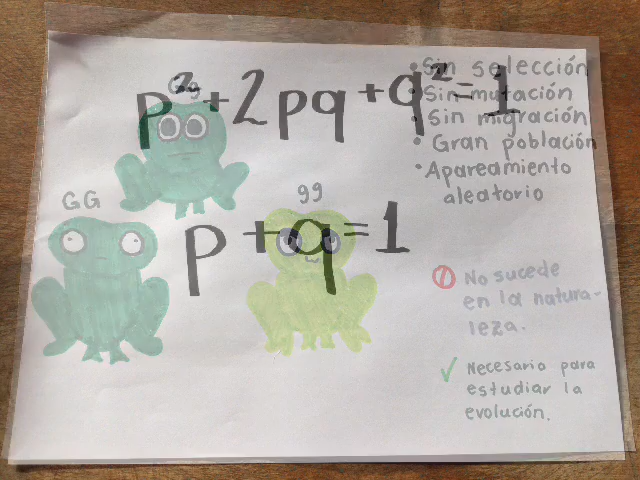 p²+2pq+q²=1
Gg
• Sin selección
• Sin mutación
• Sin migración
• Gran población
• Apareamiento
aleatorio
GG
gg
p+q=1
No sucede
en la natura-
leza.
✓ Necesario para
estudiar la
evolución.